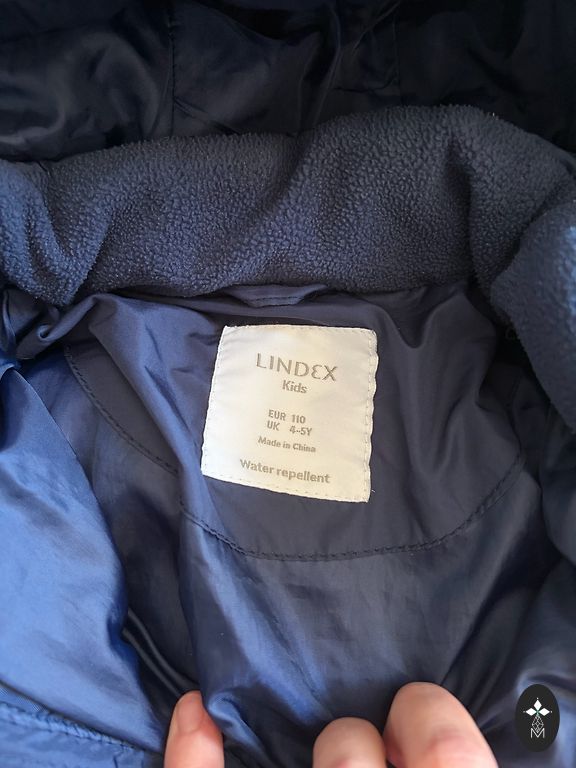 LINDEX
Kids
EUR 110
UK 4-5Y
Made in China
Water repellent